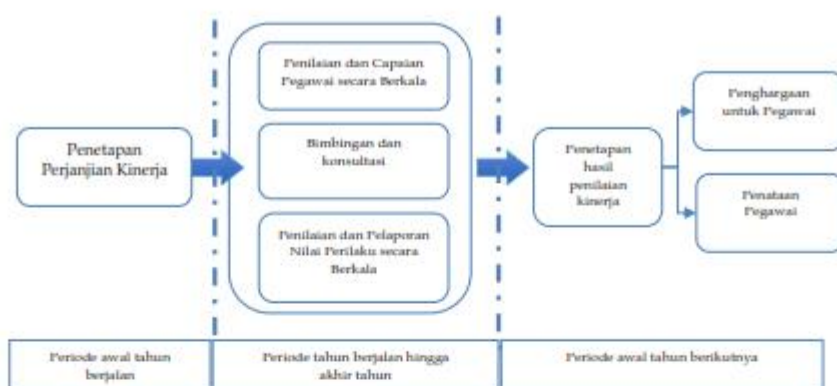 Penetapan
Perjanjian Kinerja
Penilaian dan Capaian
Pegawai secara Berkala
Bimbingan dan
konsultasi
Penilaian dan Pelaporan
Nilai Perilaku secara
Berkala
Penetapan
hasil
penilaian
kinerja
Penghargaan
untuk Pegawai
Penataan
Pegawai
Periode awal tahun
berjalan
Periode tahun berjalan hingga
akhir tahun
Periode awal tahun berikutnya